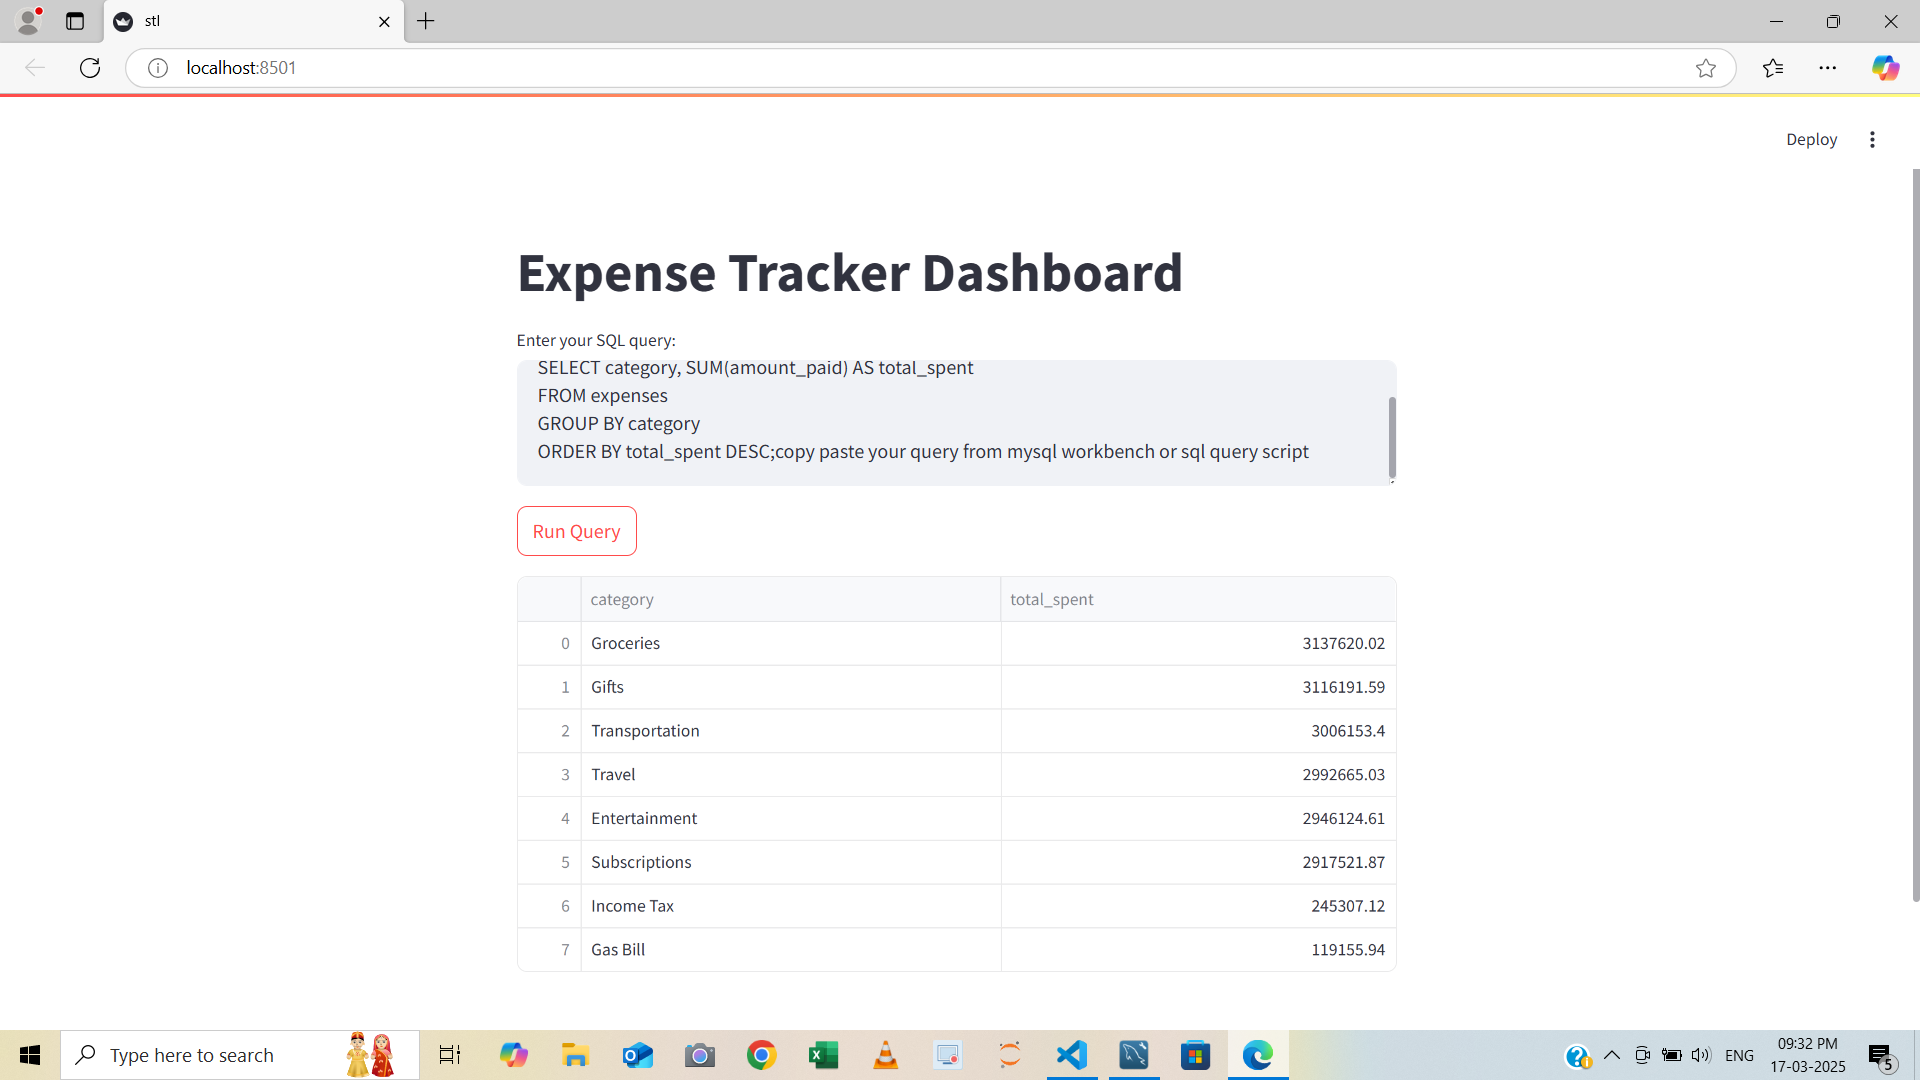 stl
localhost:8501
Deploy
Expense Tracker Dashboard
Enter your SQL query:
SELECT category, SUM(amount_paid) AS total_spent
FROM expenses
GROUP BY category
ORDER BY total_spent DESC;copy paste your query from mysql workbench or sql query script
Run Query
category total_spent
0 Groceries 3137620.02
1 Gifts 3116191.59
2 Transportation 3006153.4
3 Travel 2992665.03
4 Entertainment 2946124.61
5 Subscriptions 2917521.87
6 Income Tax 245307.12
7 Gas Bill 119155.94
Type here to search
ENG
09:32 PM
17-03-2025
5